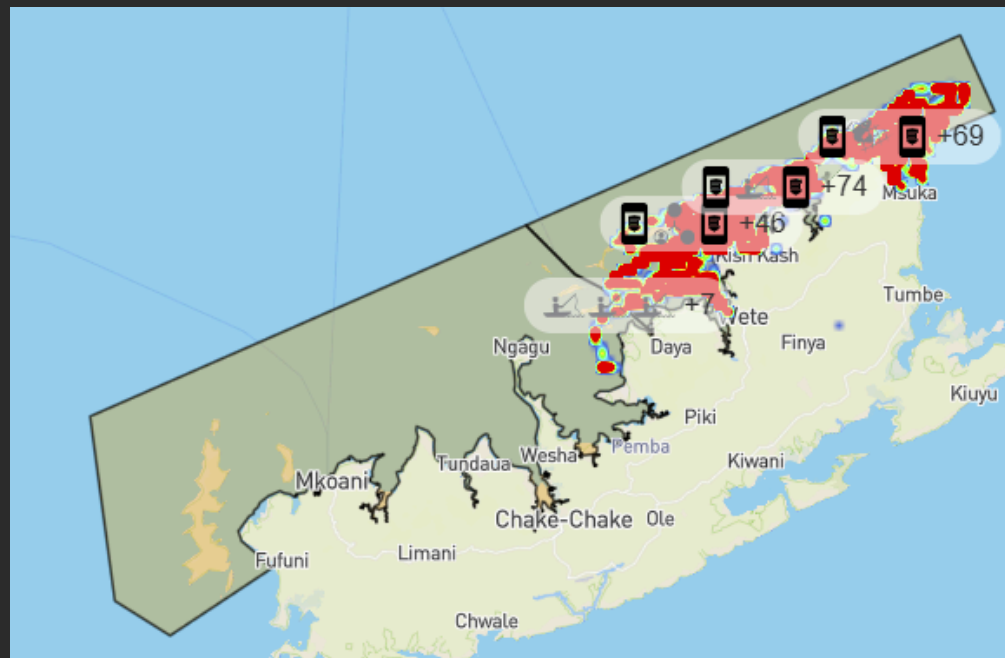 +69
+74
Msuka
+46
Kish Kash
Tumbe
+7
Wete
Finya
Ngagu
Daya
Kiuyu
Piki
Pemba
Wesha
Kiwani
Tundaua
Mkoani
Chake-Chake
Ole
Limani
Fufuni
Chwale